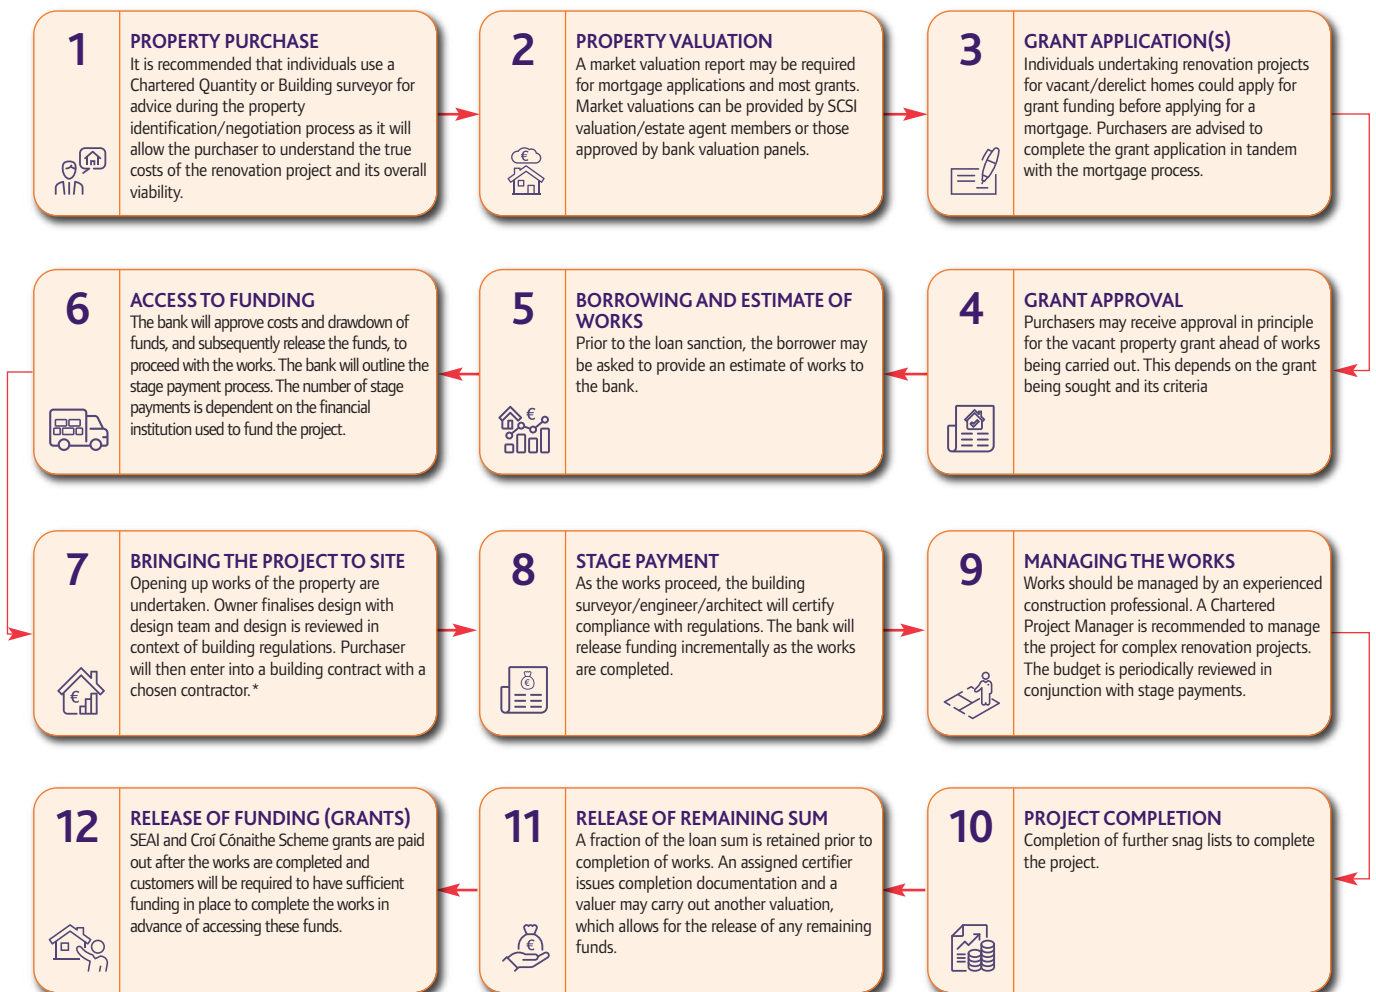 1
PROPERTY PURCHASE
It is recommended that individuals use a
Chartered Quantity or Building surveyor for
advice during the property
identification/negotiation process as it will
allow the purchaser to understand the true
costs of the renovation project and its overall
viability.
2
PROPERTY VALUATION
A market valuation report may be required
for mortgage applications and most grants.
Market valuations can be provided by SCSI
valuation/estate agent members or those
approved by bank valuation panels.
€
3
GRANT APPLICATION(S)
Individuals undertaking renovation projects
for vacant/derelict homes could apply for
grant funding before applying for a
mortgage. Purchasers are advised to
complete the grant application in tandem
with the mortgage process.
4
GRANT APPROVAL
Purchasers may receive approval in principle
for the vacant property grant ahead of works
being carried out. This depends on the grant
being sought and its criteria
5
BORROWING AND ESTIMATE OF
WORKS
Prior to the loan sanction, the borrower may
be asked to provide an estimate of works to
the bank.
€
6
ACCESS TO FUNDING
The bank will approve costs and drawdown of
funds, and subsequently release the funds, to
proceed with the works. The bank will outline the
stage payment process. The number of stage
payments is dependent on the financial
institution used to fund the project.
7
BRINGING THE PROJECT TO SITE
Opening up works of the property are
undertaken. Owner finalises design with
design team and design is reviewed in
context of building regulations. Purchaser
will then enter into a building contract with a
chosen contractor.*
€
8
STAGE PAYMENT
As the works proceed, the building
surveyor/engineer/architect will certify
compliance with regulations. The bank will
release funding incrementally as the works
are completed.
€
9
MANAGING THE WORKS
Works should be managed by an experienced
construction professional. A Chartered
Project Manager is recommended to manage
the project for complex renovation projects.
The budget is periodically reviewed in
conjunction with stage payments.
10
PROJECT COMPLETION
Completion of further snag lists to complete
the project.
11
RELEASE OF REMAINING SUM
A fraction of the loan sum is retained prior to
completion of works. An assigned certifier
issues completion documentation and a
valuer may carry out another valuation,
which allows for the release of any remaining
funds.
€
12
RELEASE OF FUNDING (GRANTS)
SEAI and Croí Cónaithe Scheme grants are paid
out after the works are completed and
customers will be required to have sufficient
funding in place to complete the works in
advance of accessing these funds.